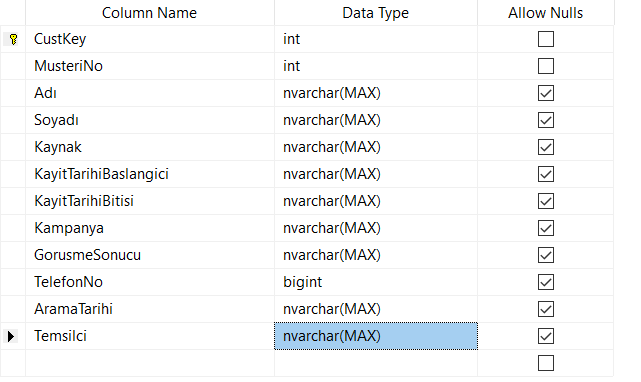 Column Name Data Type Allow Nulls
CustKey int
MusteriNo int
Adı nvarchar(MAX)
Soyadı nvarchar(MAX)
Kaynak nvarchar(MAX)
KayitTarihiBaslangici nvarchar(MAX)
KayitTarihiBitisi nvarchar(MAX)
Kampanya nvarchar(MAX)
GorusmeSonucu nvarchar(MAX)
TelefonNo bigint
AramaTarihi nvarchar(MAX)
Temsilci nvarchar(MAX)